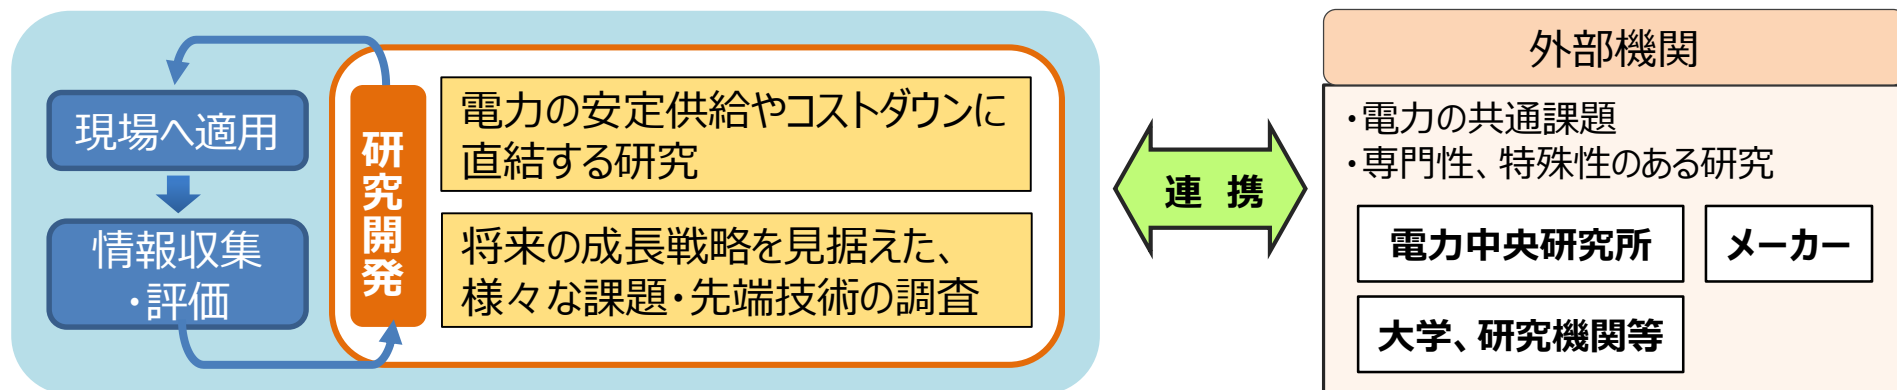 現場へ適用
情報収集
・評価
研究開発
電力の安定供給やコストダウンに
直結する研究
将来の成長戦略を見据えた、
様々な課題・先端技術の調査
連 携
外部機関
・電力の共通課題
・専門性、特殊性のある研究
電力中央研究所
メーカー
大学、研究機関等